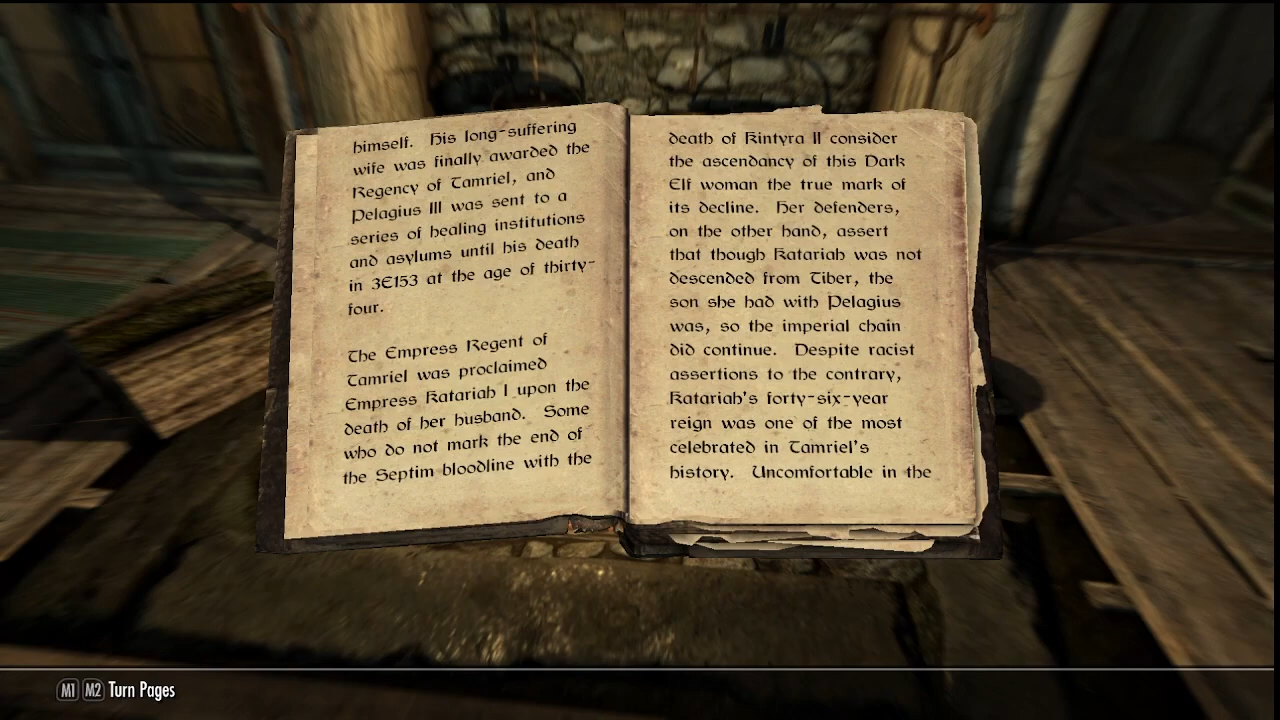 himself.  His long-suffering
wife was finally awarded the
Regency of Tamriel, and
Pelagius III was sent to a
series of healing institutions
and asylums until his death
in 3E153 at the age of thirty-
four.
The Empress Regent of
Tamriel was proclaimed
Empress Katariah I upon the
death of her husband.  Some
who do not mark the end of
the Septim bloodline with the
death of Kintyra II consider
the ascendancy of this Dark
Elf woman the true mark of
its decline.  Her defenders,
on the other hand, assert
that though Katariah was not
descended from Tiber, the
son she had with Pelagius
was, so the imperial chain
did continue.  Despite racist
assertions to the contrary,
Katariah's forty-six-year
reign was one of the most
celebrated in Tamriel's
history.  Uncomfortable in the
M1 M2 Turn Pages